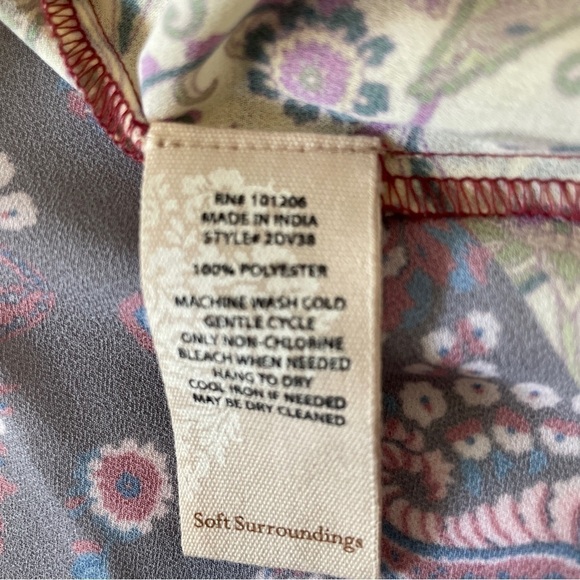 RN# 101206
MADE IN INDIA
STYLE# 2DV38
100% POLYESTER
MACHINE WASH COLD
GENTLE CYCLE
ONLY NON-CHLORINE
BLEACH WHEN NEEDED
HANG TO DRY
COOL IRON IF NEEDED
MAY BE DRY CLEANED
Soft Surroundings